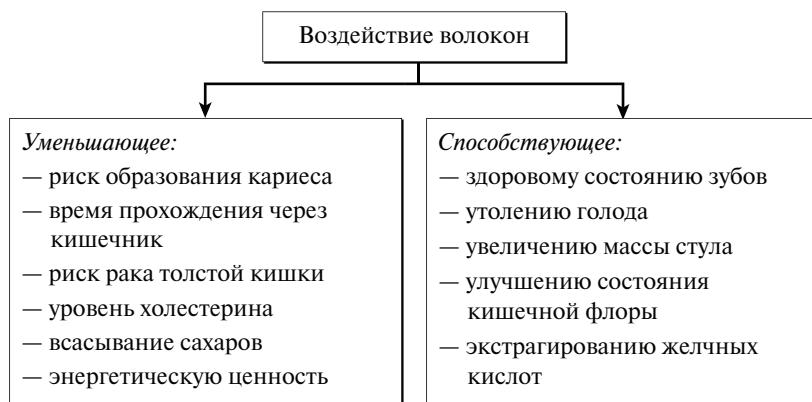 Воздействие волокон
Уменьшающее:
— риск образования кариеса
— время прохождения через
кишечник
— риск рака толстой кишки
— уровень холестерина
— всасывание сахаров
— энергетическую ценность
Способствующее:
— здоровому состоянию зубов
— утолению голода
— увеличению массы стула
— улучшению состояния
кишечной флоры
— экстрагированию желчных
кислот